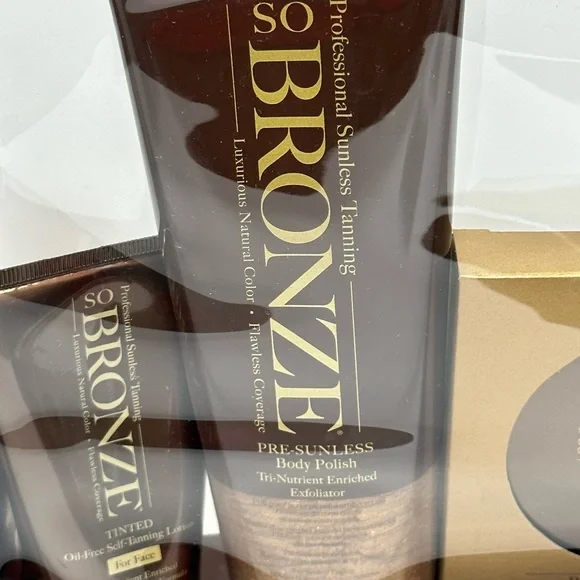 SO
BRONZE
Professional Sunless Tanning
Luxurious Natural Color • Flawless Coverage
PRE-SUNLESS
Body Polish
Tri-Nutrient Enriched
Exfoliator
SO
BRONZE®
Professional Sunless Tanning
Luxurious Natural Color • Flawless Coverage
TINTED
Oil-Free Self-Tanning Lotion
For Face
Enriched